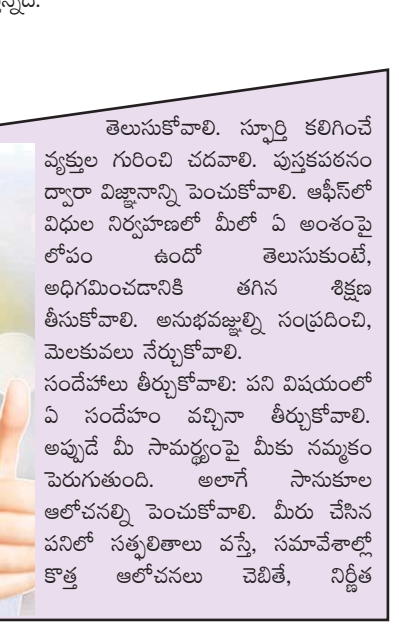 తెలుసుకోవాలి. స్ఫూర్తి కలిగించే
వ్యక్తుల గురించి చదవాలి. పుస్తకపఠనం
ద్వారా విజ్ఞానాన్ని పెంచుకోవాలి. ఆఫీస్‌లో
విధుల నిర్వహణలో మీలో ఏ అంశంపై
లోపం ఉందో తెలుసుకుంటే,
అధిగమించడానికి తగిన శిక్షణ
తీసుకోవాలి. అనుభవజ్ఞుల్ని సంప్రదించి,
మెలకువలు నేర్చుకోవాలి.
సందేహాలు తీర్చుకోవాలి: పని విషయంలో
ఏ సందేహం వచ్చినా తీర్చుకోవాలి.
అప్పుడే మీ సామర్థ్యంపై మీకు నమ్మకం
పెరుగుతుంది. అలాగే సానుకూల
ఆలోచనల్ని పెంచుకోవాలి. మీరు చేసిన
పనిలో సత్ఫలితాలు వస్తే, సమావేశాల్లో
కొత్త ఆలోచనలు చెబితే, నిర్ణీత